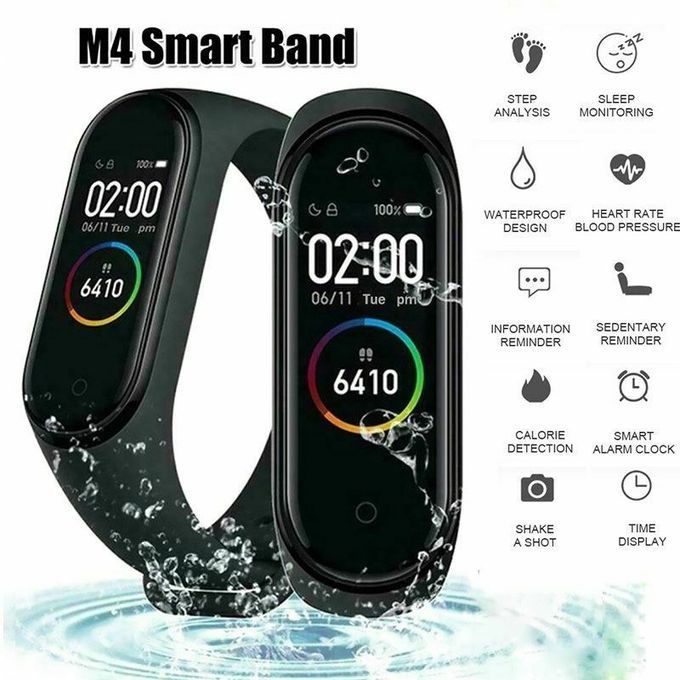 M4 Smart Band
100%
02:00
06/11 Tue pm
6410
100%
02:00
06/11 Tue pm
6410
STEP
ANALYSIS
SLEEP
MONITORING
WATERPROOF
DESIGN
HEART RATE
BLOOD PRESSURE
INFORMATION
REMINDER
SEDENTARY
REMINDER
CALORIE
DETECTION
SMART
ALARM CLOCK
SHAKE
A SHOT
TIME
DISPLAY